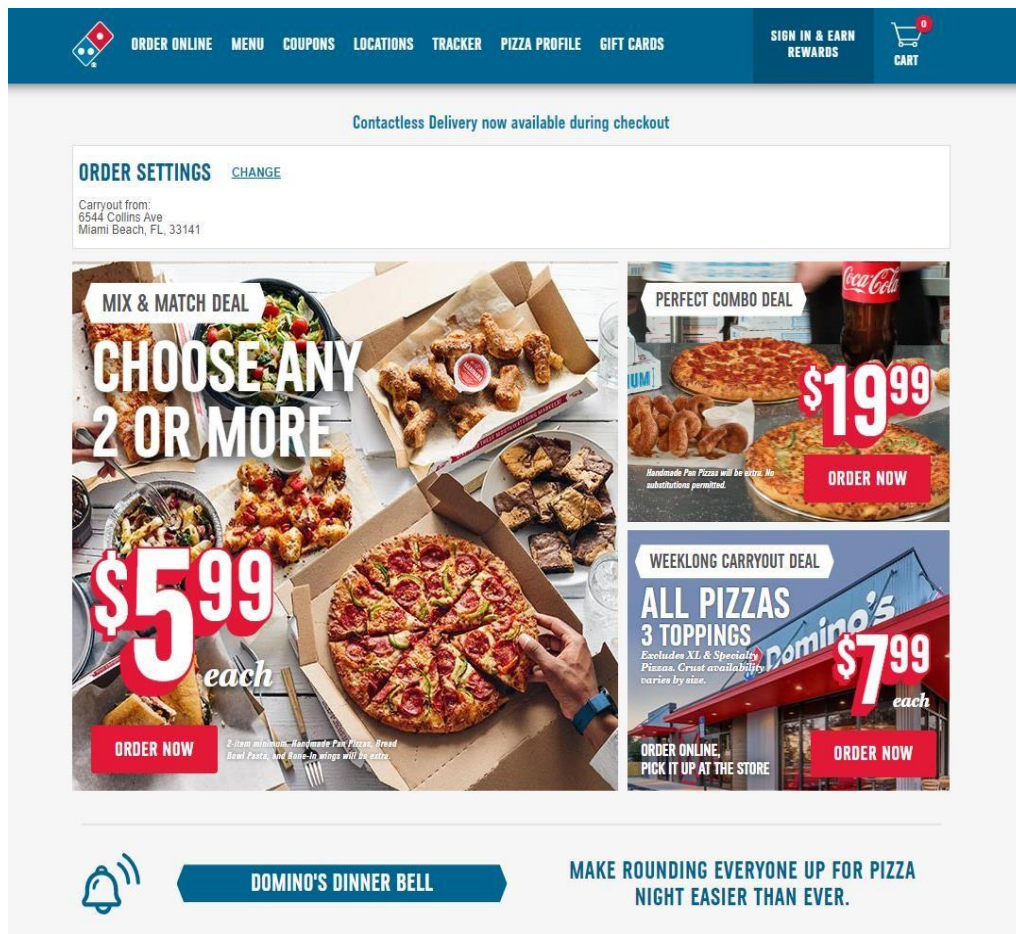 ORDER ONLINE MENU COUPONS LOCATIONS TRACKER PIZZA PROFILE GIFT CARDS
SIGN IN & EARN
REWARDS
0
CART
Contactless Delivery now available during checkout
ORDER SETTINGS CHANGE
Carryout from:
6544 Collins Ave
Miami Beach, FL, 33141
MIX & MATCH DEAL
CHOOSE ANY
2 OR MORE
$5 99
each
ORDER NOW
2-item minimum. Handmade Pan Pizzas, Bread
Bowl Pasta, and Bone-In wings will be extra.
PERFECT COMBO DEAL
Coca-Cola
$19 99
Handmade Pan Pizzas will be extra. No
substitutions permitted.
ORDER NOW
WEEKLONG CARRYOUT DEAL
ALL PIZZAS
3 TOPPINGS
Excludes XL & Specialty
Pizzas. Crust availability
varies by size.
Domino's
$7 99
each
ORDER ONLINE,
PICK IT UP AT THE STORE
ORDER NOW
DOMINO'S DINNER BELL
MAKE ROUNDING EVERYONE UP FOR PIZZA
NIGHT EASIER THAN EVER.